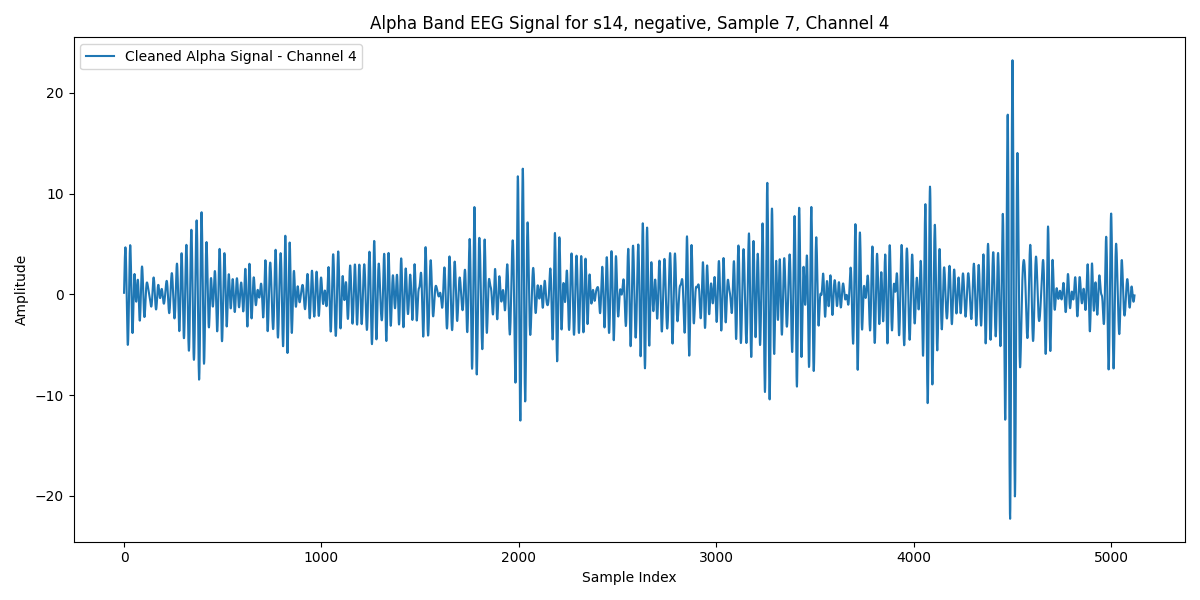 Alpha Band EEG Signal for s14, negative, Sample 7, Channel 4
Cleaned Alpha Signal - Channel 4
Amplitude
20
10
0
−10
−20
0 1000 2000 3000 4000 5000
Sample Index